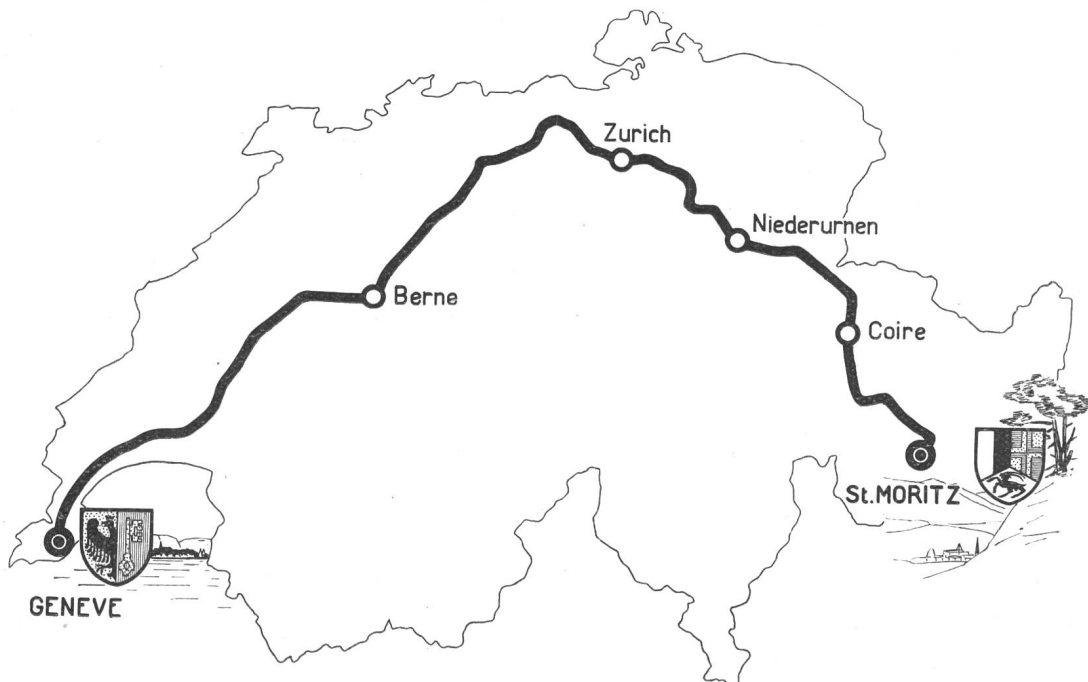 Zurich
Niederurnen
Berne
Coire
St.MORITZ
GENEVE